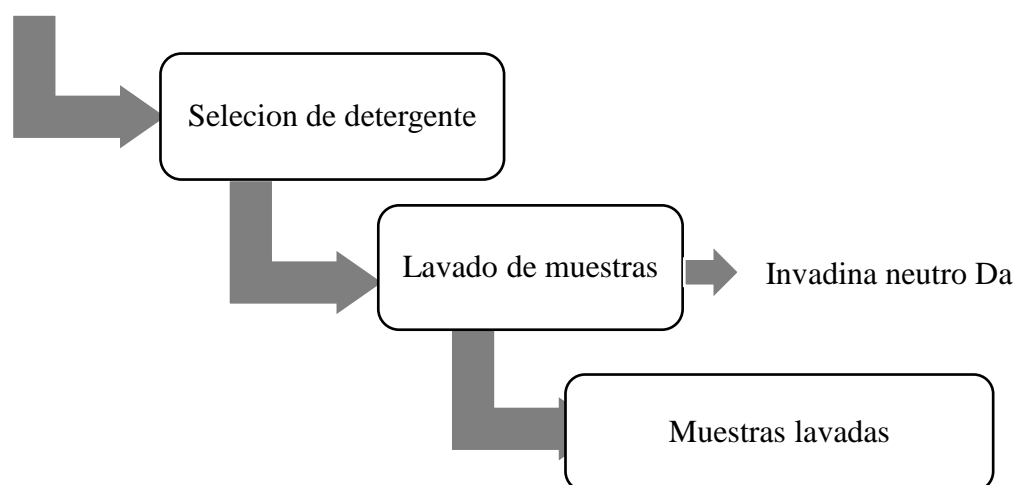 Selecion de detergente
Lavado de muestras
Invadina neutro Da
Muestras lavadas